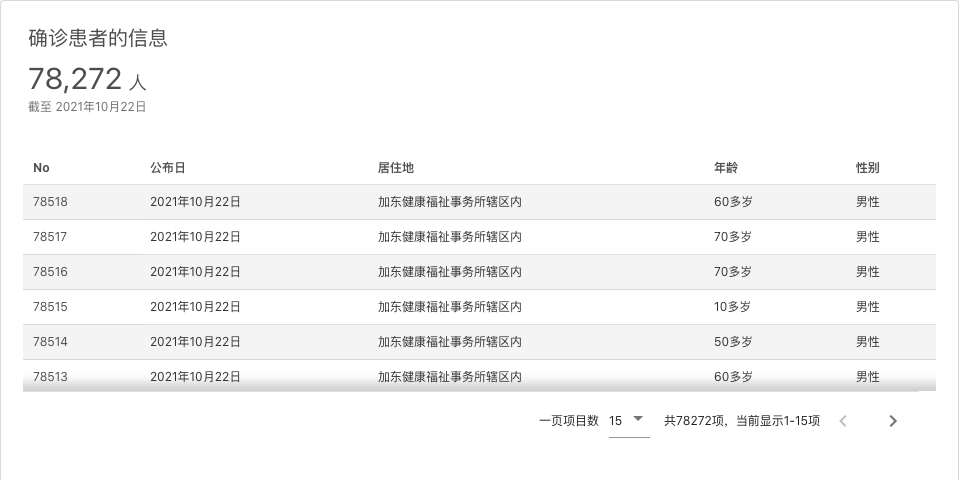 确诊患者的信息
78,272 人
截至 2021年10月22日
No 公布日 居住地 年龄 性别
78518 2021年10月22日 加东健康福祉事务所辖区内 60多岁 男性
78517 2021年10月22日 加东健康福祉事务所辖区内 70多岁 男性
78516 2021年10月22日 加东健康福祉事务所辖区内 70多岁 男性
78515 2021年10月22日 加东健康福祉事务所辖区内 10多岁 男性
78514 2021年10月22日 加东健康福祉事务所辖区内 50多岁 男性
78513 2021年10月22日 加东健康福祉事务所辖区内 60多岁 男性
一页项目数 15 共78272项，当前显示1-15项